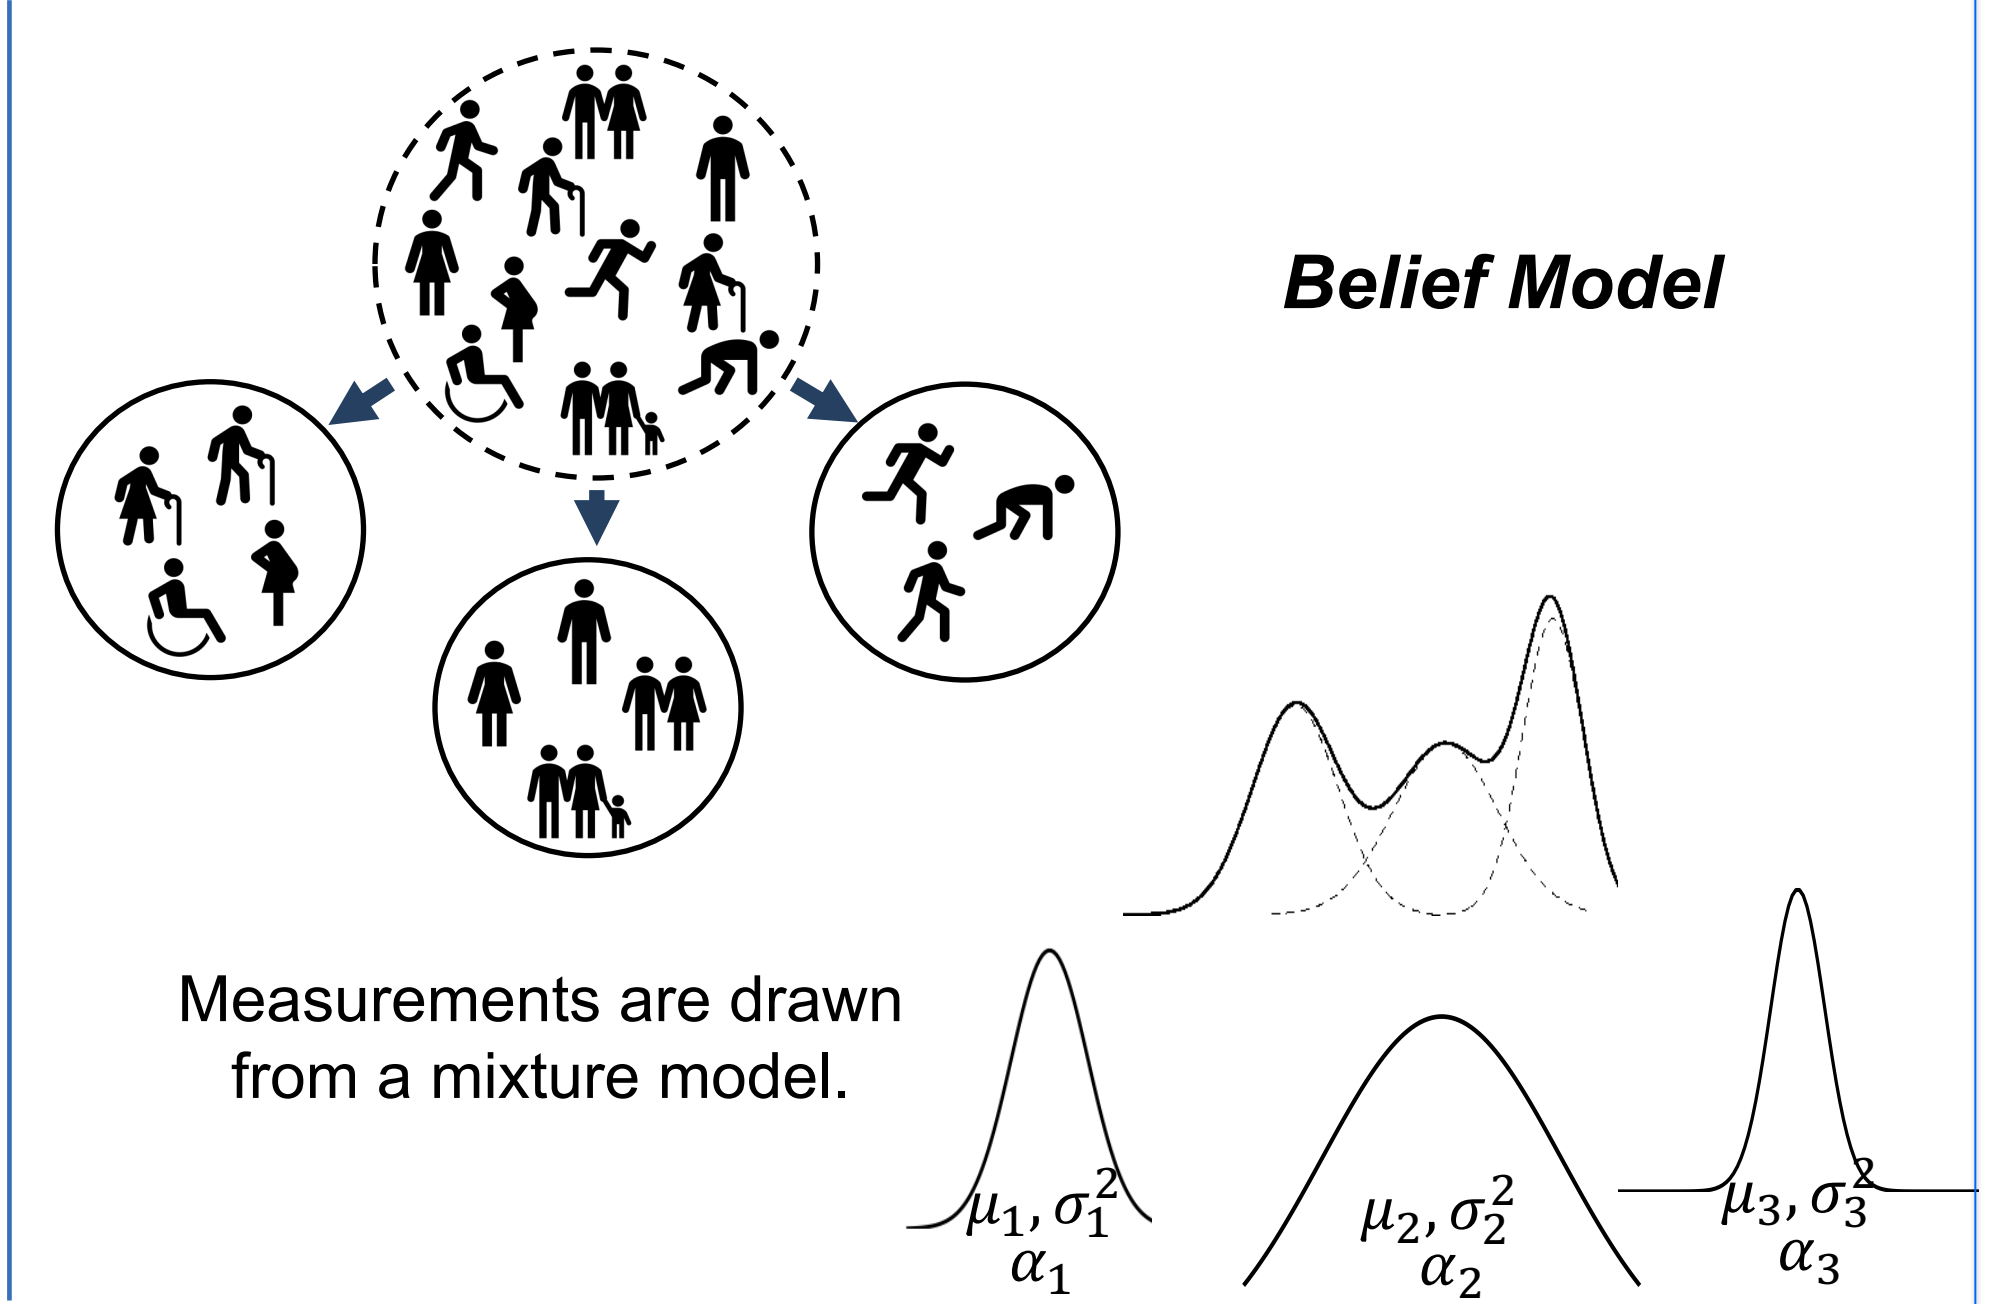 Belief Model
Measurements are drawn
from a mixture model.
μ₁, σ₁²
α₁
μ₂, σ₂²
α₂
μ₃, σ₃²
α₃